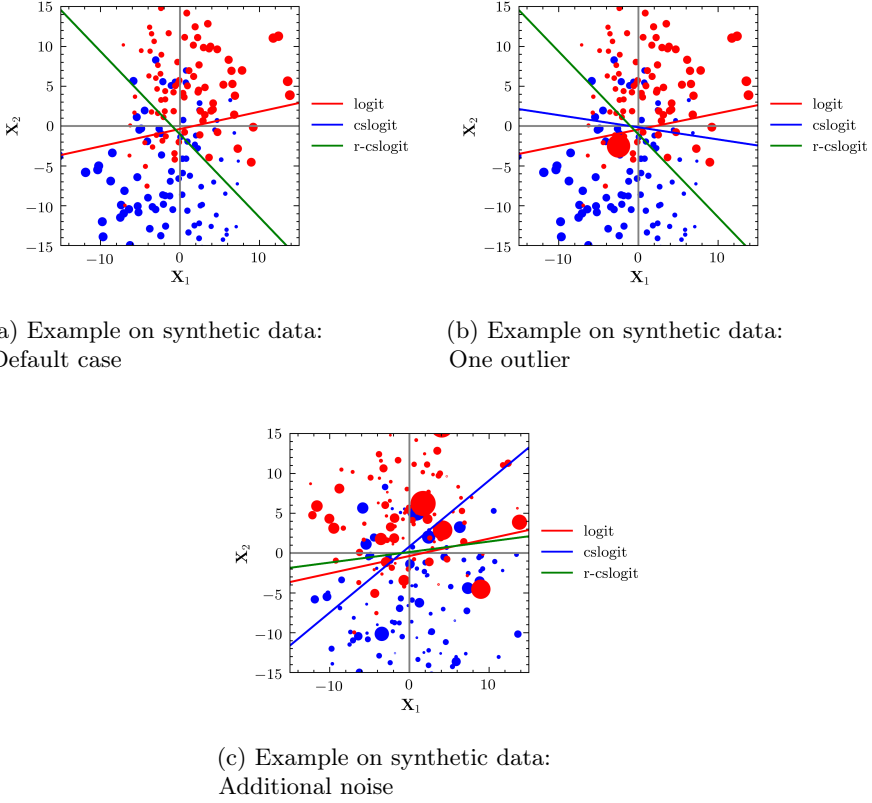 15
10
5
0
−5
−10
−15
−10
0
10
X₁
X₂
logit
cslogit
r-cslogit
15
10
5
0
−5
−10
−15
−10
0
10
X₁
X₂
logit
cslogit
r-cslogit
a) Example on synthetic data:
Default case
(b) Example on synthetic data:
One outlier
15
10
5
0
−5
−10
−15
−10
0
10
X₁
X₂
logit
cslogit
r-cslogit
(c) Example on synthetic data:
Additional noise